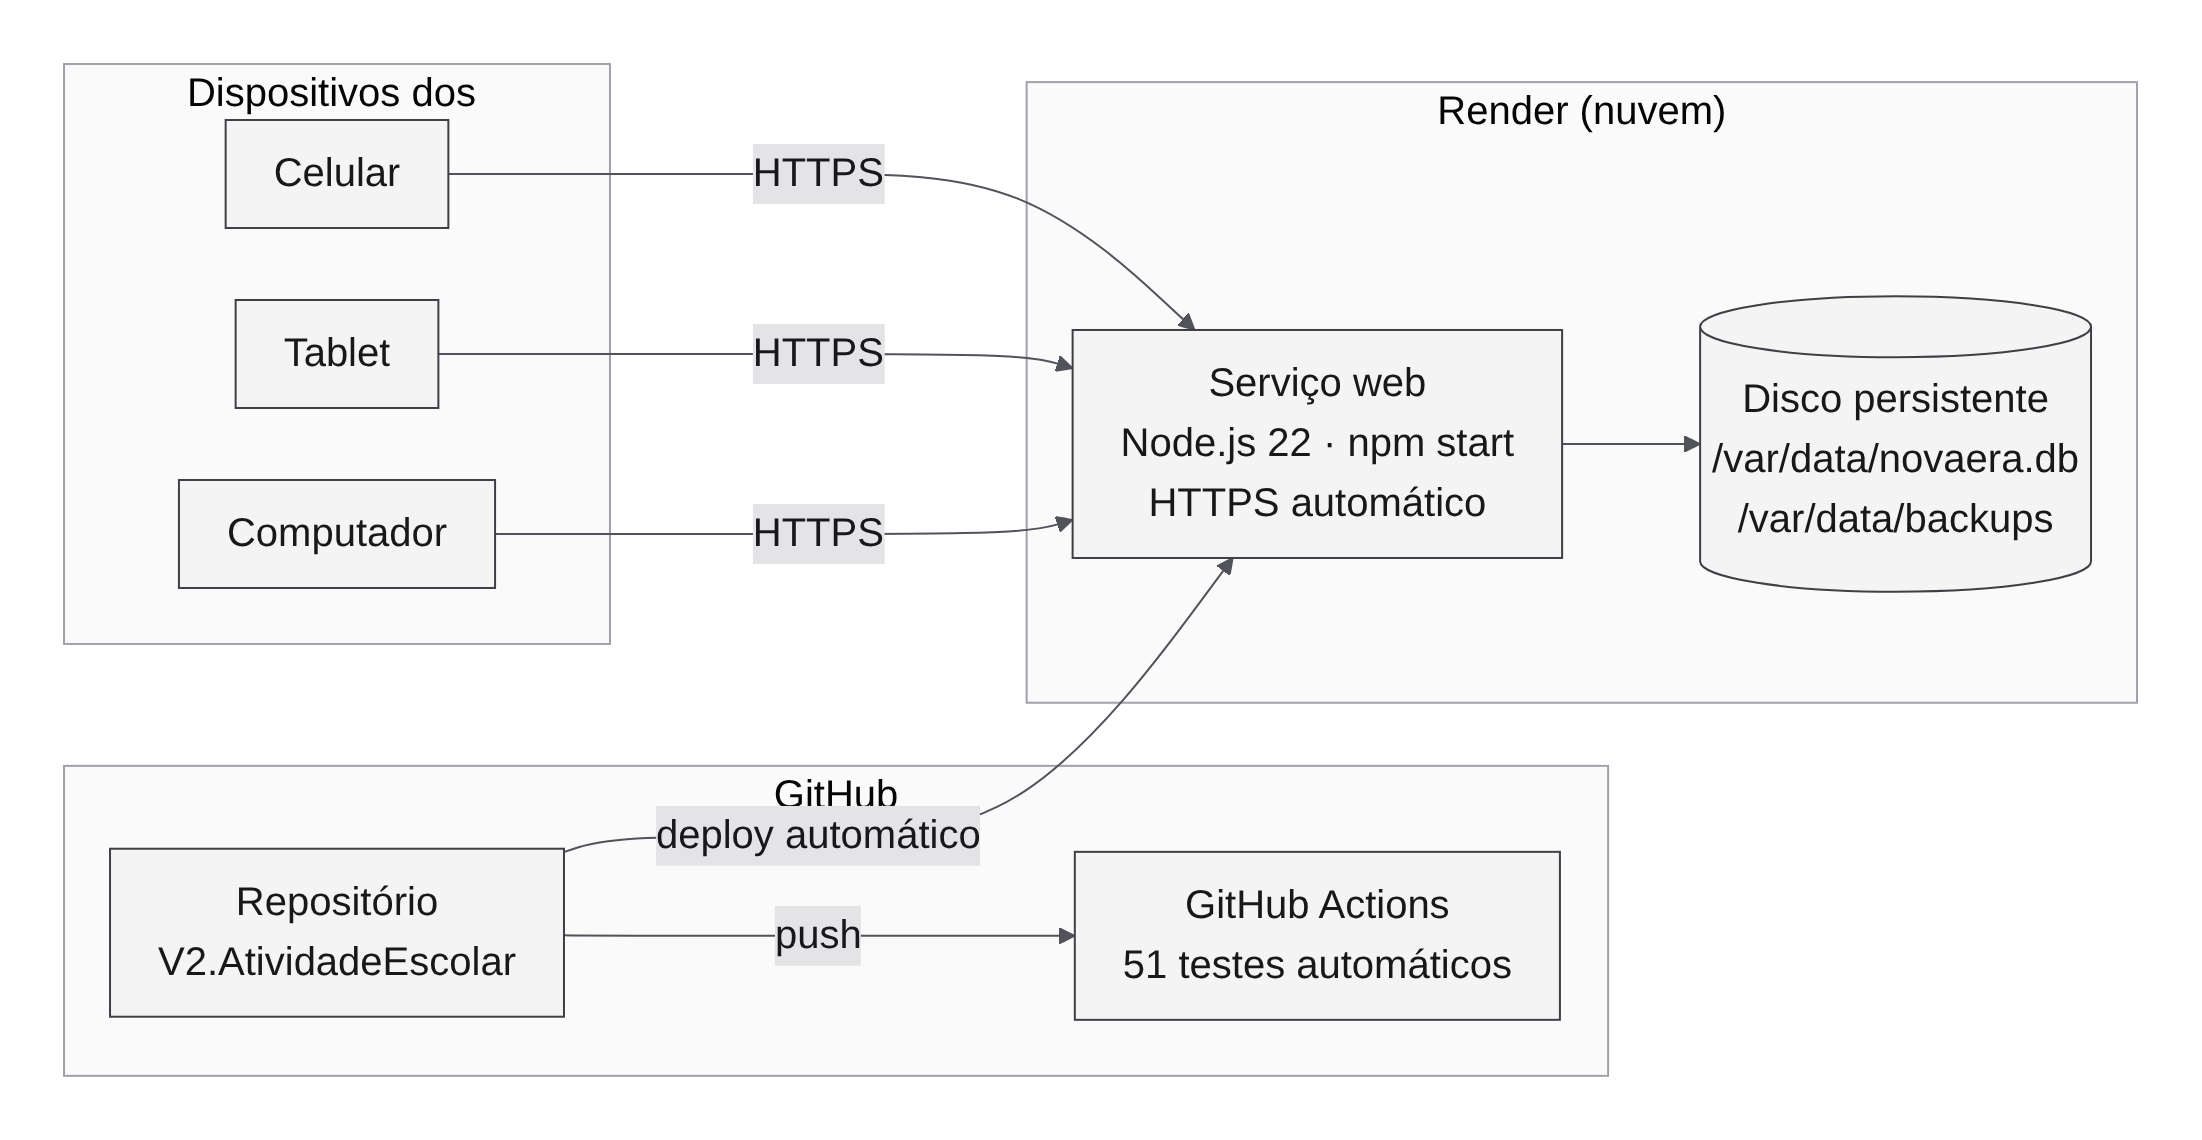 Dispositivos dos
Celular
HTTPS
Tablet
HTTPS
Computador
HTTPS
Render (nuvem)
Serviço web
Node.js 22 · npm start
HTTPS automático
Disco persistente
/var/data/novaera.db
/var/data/backups
GitHub
deploy automático
Repositório
V2.AtividadeEscolar
push
GitHub Actions
51 testes automáticos